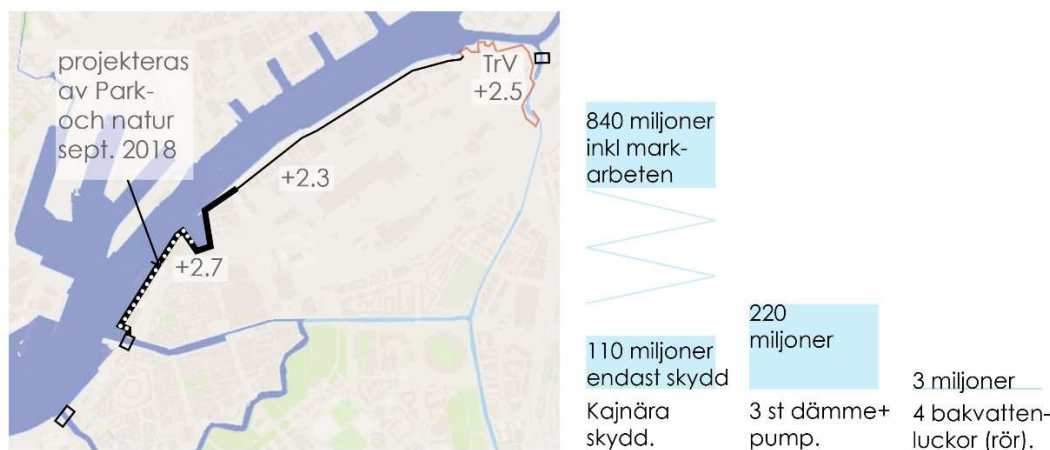 projekteras
av Park-
och natur
sept. 2018
TrV
+2.5
+2.3
+2.7
840 miljoner
inkl mark-
arbeten
110 miljoner
endast skydd
Kajnära
skydd.
220
miljoner
3 st dämme+
pump.
3 miljoner
4 bakvatten-
luckor (rör).